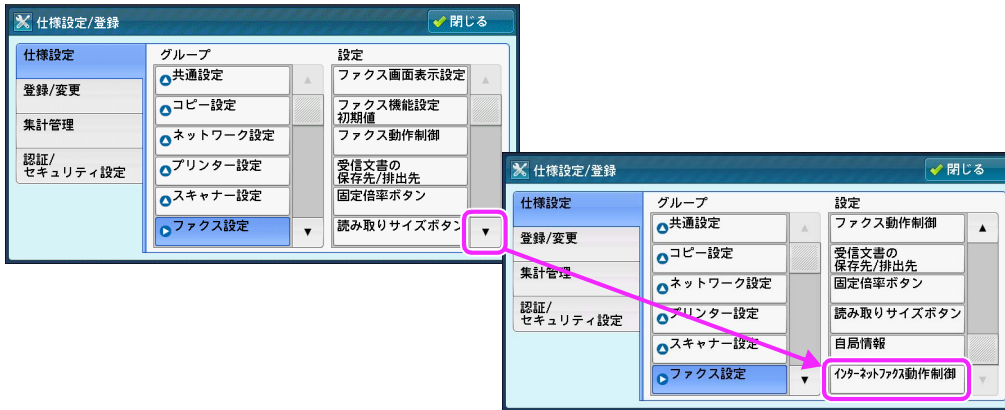 仕様設定/登録
閉じる
仕様設定
登録/変更
集計管理
認証/
セキュリティ設定
グループ
共通設定
コピー設定
ネットワーク設定
プリンター設定
スキャナー設定
ファクス設定
設定
ファクス画面表示設定
ファクス機能設定
初期値
ファクス動作制御
受信文書の
保存先/排出先
固定倍率ボタン
読み取りサイズボタン
仕様設定/登録
閉じる
仕様設定
登録/変更
集計管理
認証/
セキュリティ設定
グループ
共通設定
コピー設定
ネットワーク設定
プリンター設定
スキャナー設定
ファクス設定
設定
ファクス動作制御
受信文書の
保存先/排出先
固定倍率ボタン
読み取りサイズボタン
自局情報
インターネットファクス動作制御